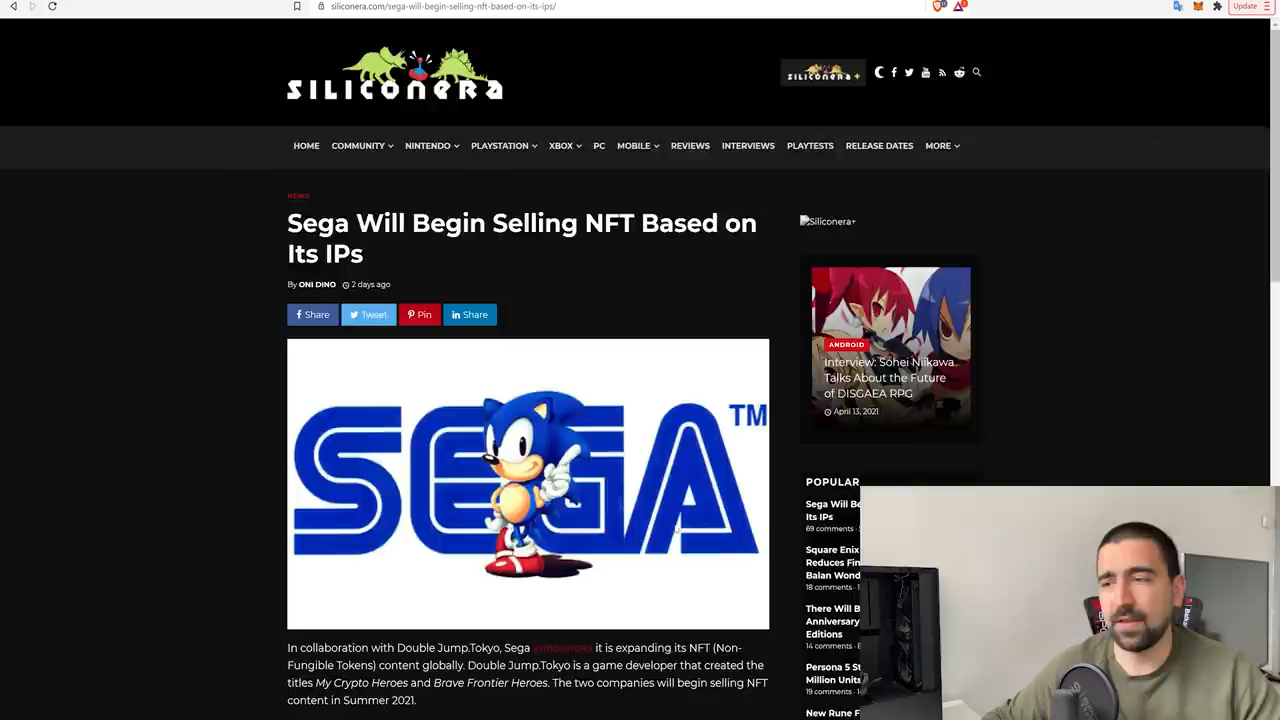 siliconera.com/sega-will-begin-selling-nft-based-on-its-ips/
Update
SILICONERA
SILICONERA+
HOME
COMMUNITY
NINTENDO
PLAYSTATION
XBOX
PC
MOBILE
REVIEWS
INTERVIEWS
PLAYTESTS
RELEASE DATES
MORE
NEWS
Sega Will Begin Selling NFT Based on
Its IPs
By ONI DINO
2 days ago
Share
Tweet
Pin
Share
SEGA™
In collaboration with Double Jump.Tokyo, Sega announced it is expanding its NFT (Non-
Fungible Tokens) content globally. Double Jump.Tokyo is a game developer that created the
titles My Crypto Heroes and Brave Frontier Heroes. The two companies will begin selling NFT
content in Summer 2021.
Siliconera+
ANDROID
Interview: Sohei Niikawa
Talks About the Future
of DISGAEA RPG
April 13, 2021
POPULAR
Sega Will Be
Its IPs
69 comments
Square Enix
Reduces Fin
Balan Wond
18 comments
There Will B
Anniversary
Editions
14 comments
Persona 5 St
Million Units
19 comments
New Rune F